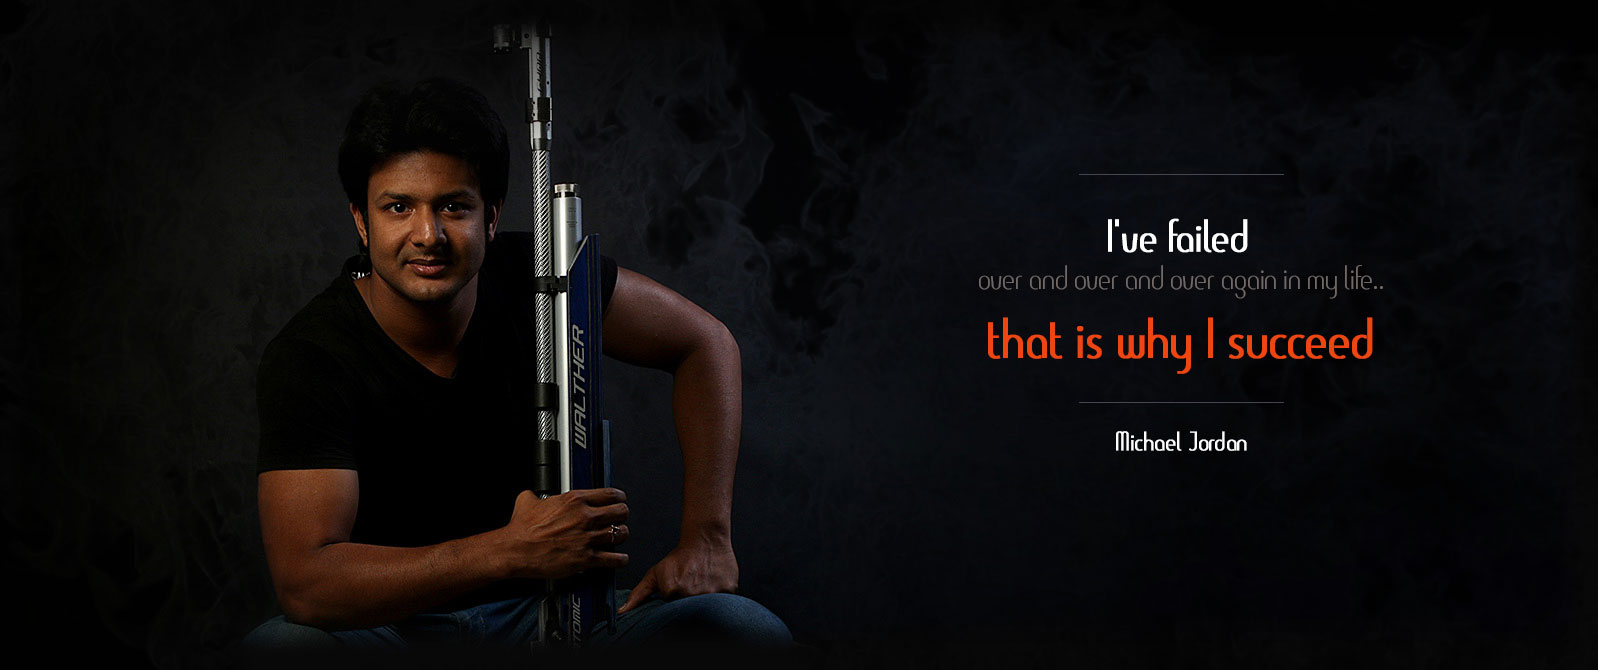 I've failed
over and over and over again in my life..
that is why I succeed
Michael Jordan
WALTHER